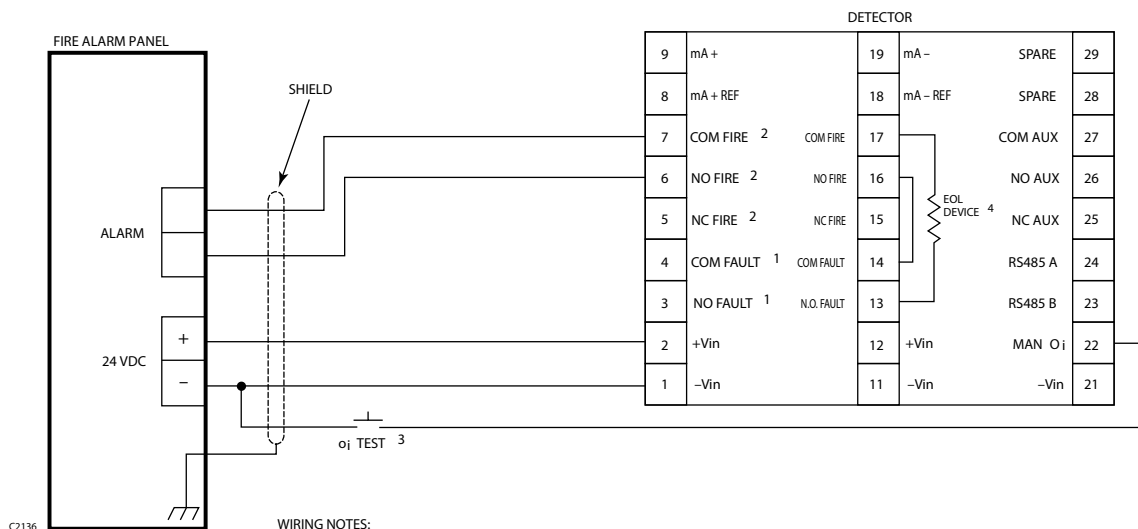 DETECTOR
FIRE ALARM PANEL
SHIELD
ALARM
24 VDC
+
–
9 mA +
8 mA + REF
7 COM FIRE 2
6 NO FIRE 2
5 NC FIRE 2
4 COM FAULT 1
3 NO FAULT 1
2 +Vin
1 –Vin
19 mA –
18 mA – REF
COM FIRE 17
NO FIRE 16
NC FIRE 15
COM FAULT 14
N.O. FAULT 13
12 +Vin
11 –Vin
EOL
DEVICE 4
SPARE 29
SPARE 28
COM AUX 27
NO AUX 26
NC AUX 25
RS485 A 24
RS485 B 23
MAN Oi 22
–Vin 21
oi TEST 3
C2136
WIRING NOTES: